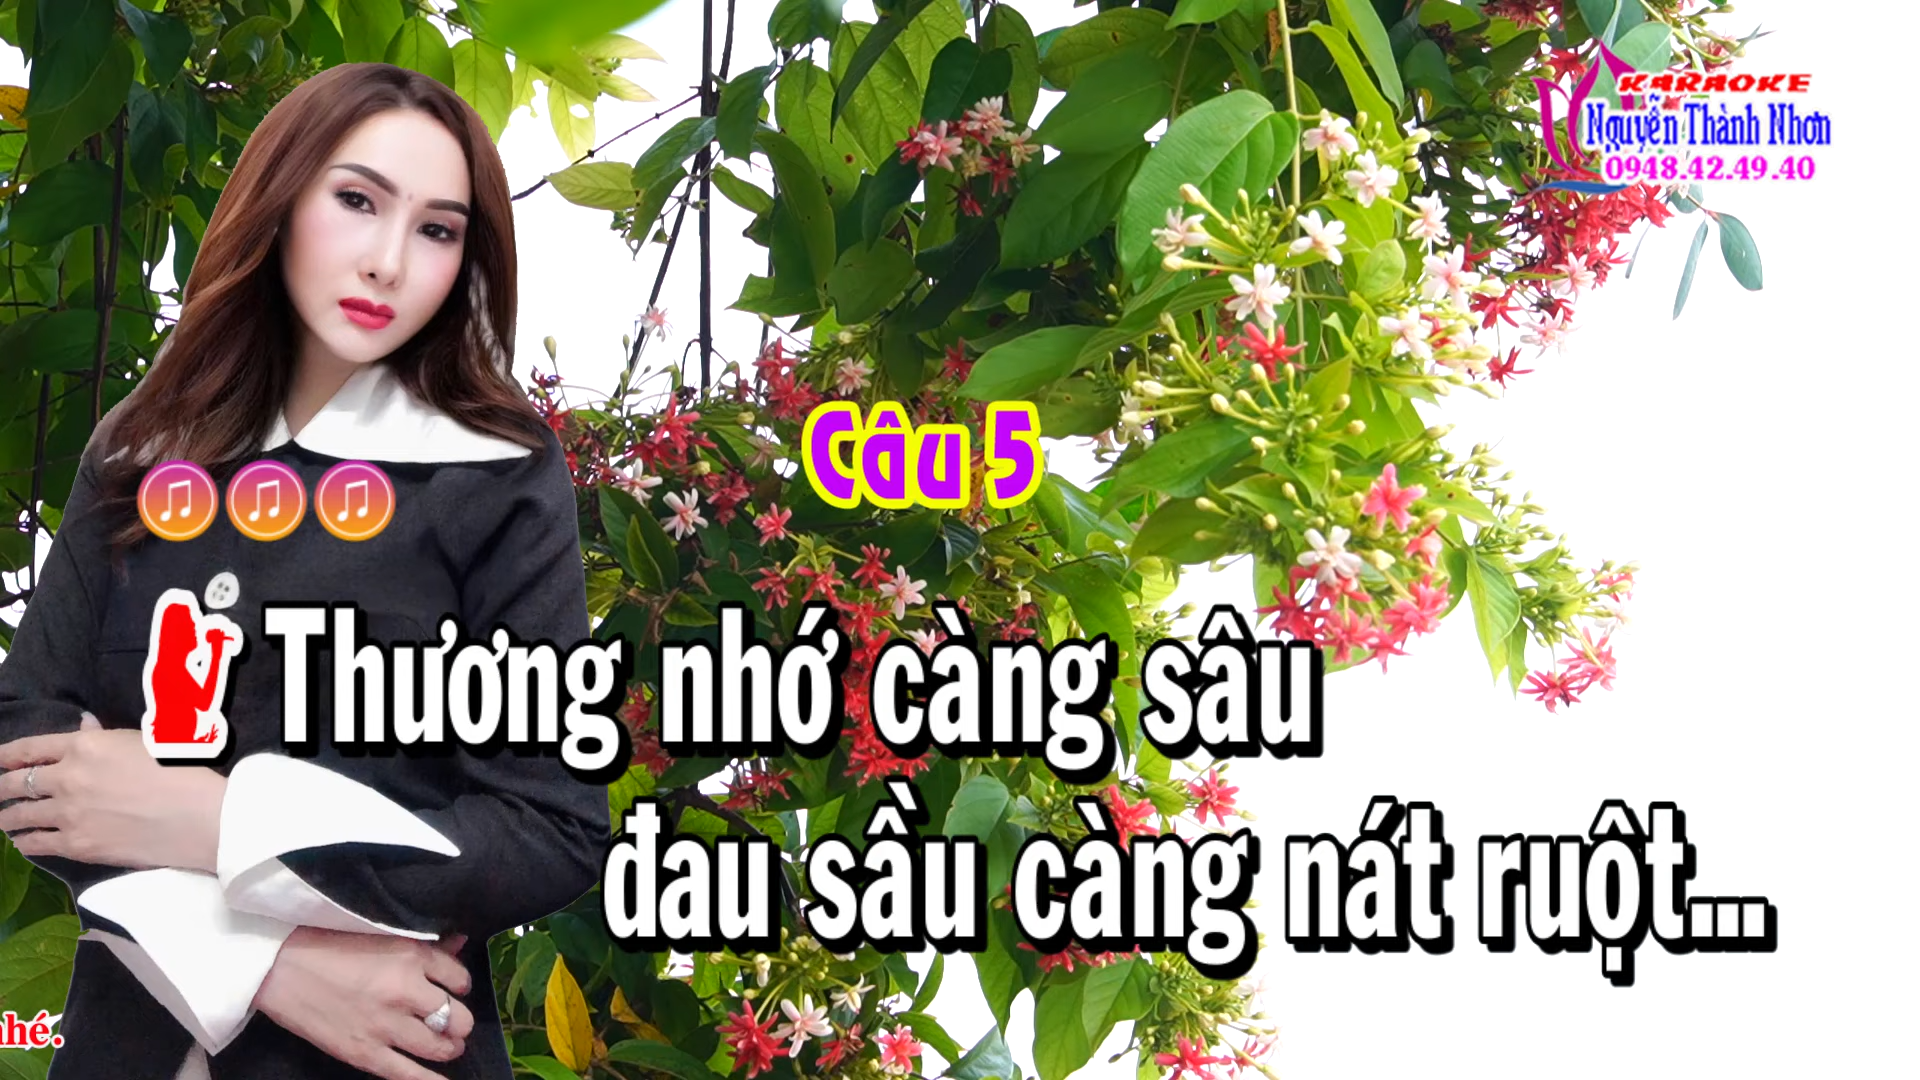 KARAOKE
Nguyễn Thành Nhơn
0948.42.49.40
Câu 5
Thương nhớ càng sâu
đau sầu càng nát ruột...
nhé.